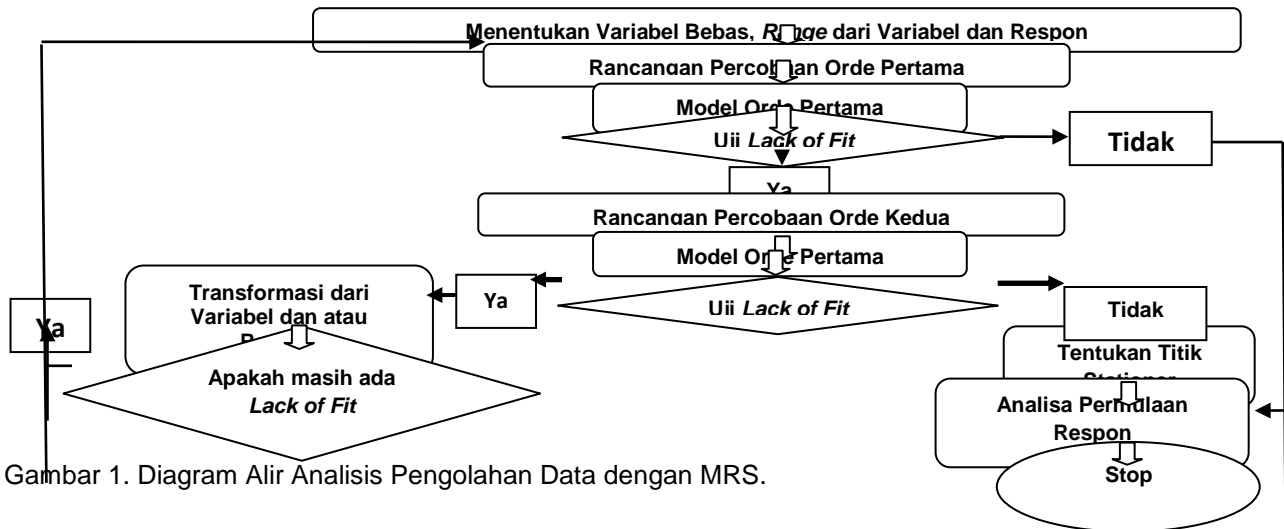 Menentukan Variabel Bebas, Range dari Variabel dan Respon
Rancangan Percobaan Orde Pertama
Model Orde Pertama
Uji Lack of Fit
Tidak
Ya
Rancangan Percobaan Orde Kedua
Model Orde Pertama
Uji Lack of Fit
Ya
Tidak
Transformasi dari
Variabel dan atau
Ya
Apakah masih ada
Lack of Fit
Tentukan Titik
Stationer
Analisa Permulaan
Respon
Stop
Gambar 1. Diagram Alir Analisis Pengolahan Data dengan MRS.